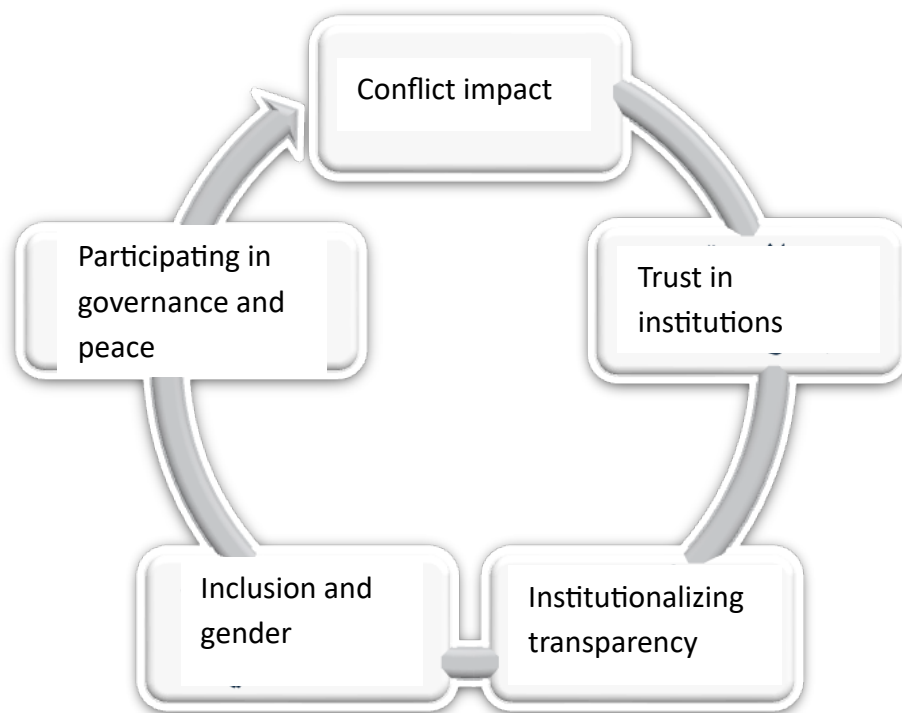 Conflict impact
Trust in
institutions
Institutionalizing
transparency
Inclusion and
gender
Participating in
governance and
peace